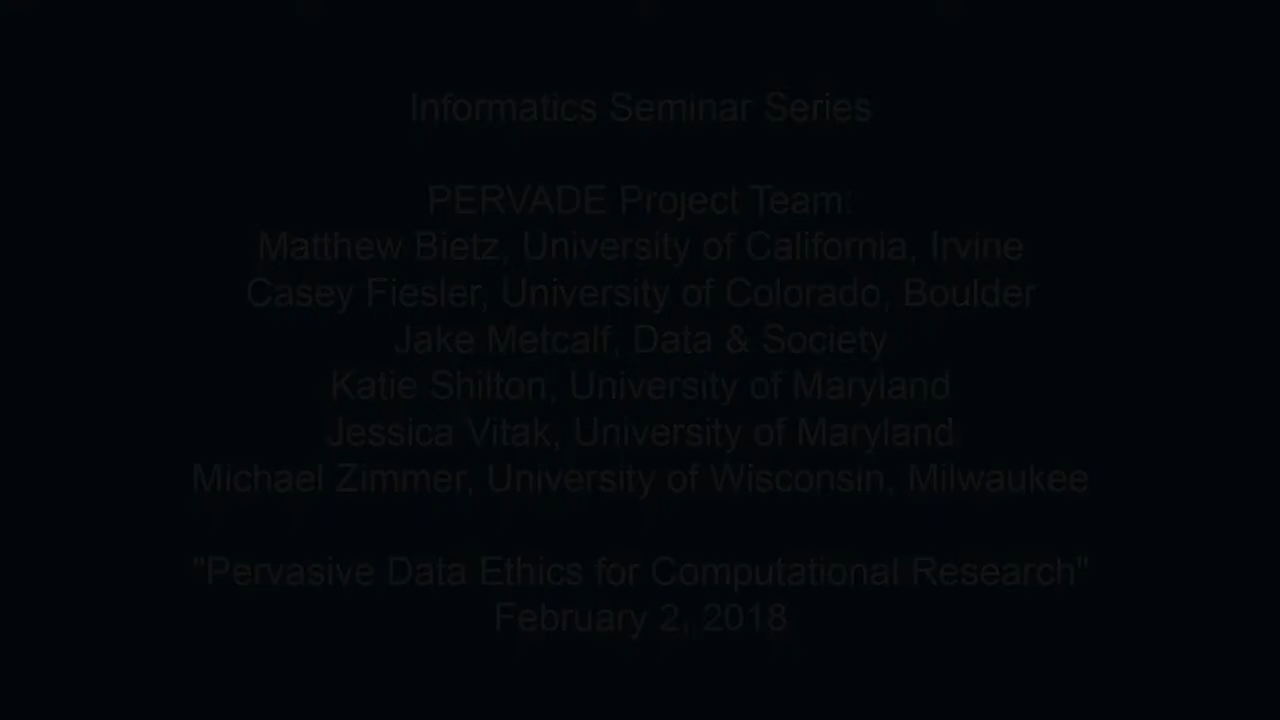 Informatics Seminar Series
PERVADE Project Team:
Matthew Bietz, University of California, Irvine
Casey Fiesler, University of Colorado, Boulder
Jake Metcalf, Data & Society
Katie Shilton, University of Maryland
Jessica Vitak, University of Maryland
Michael Zimmer, University of Wisconsin, Milwaukee
"Pervasive Data Ethics for Computational Research"
February 2, 2018